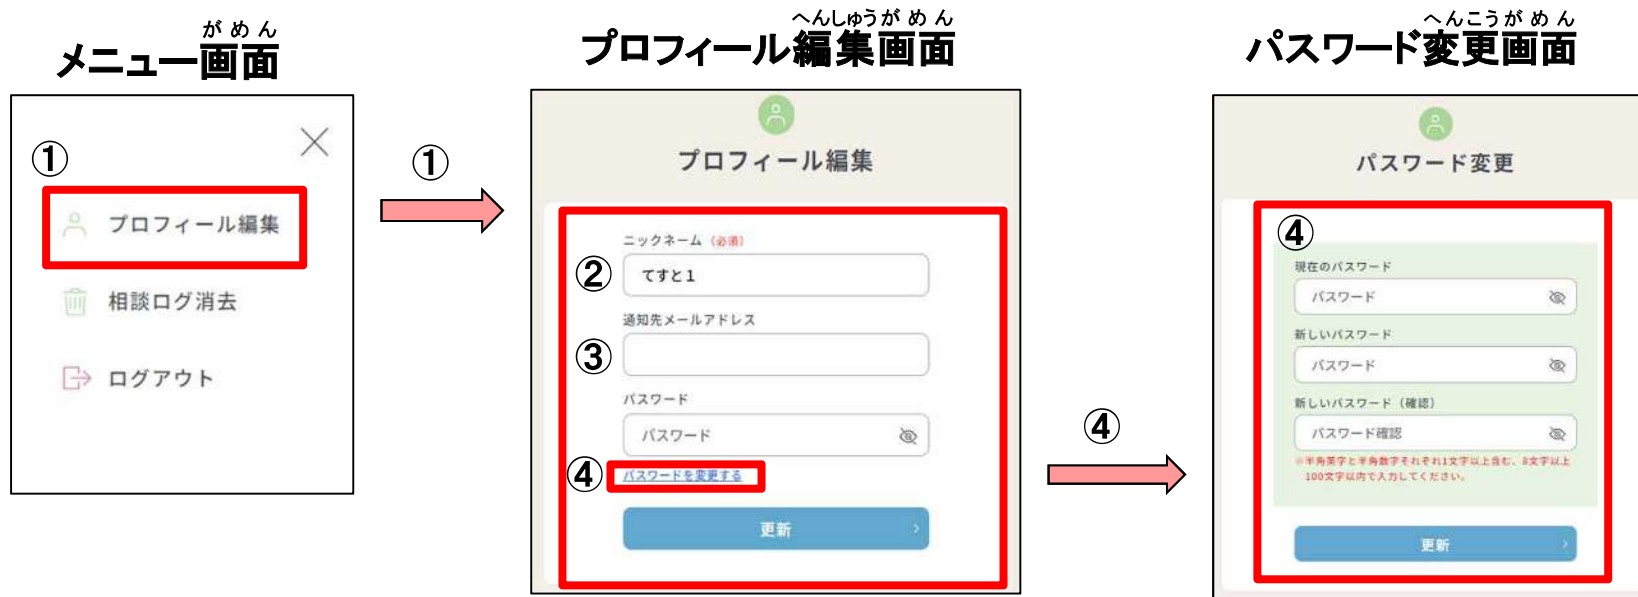 がめん
メニュー画面
①
プロフィール編集
相談ログ消去
ログアウト
①
へんしゅうがめん
プロフィール編集画面
プロフィール編集
ニックネーム（必須）
②
てすと１
通知先メールアドレス
③
パスワード
パスワード
④
パスワードを変更する
更新
④
へんこうがめん
パスワード変更画面
パスワード変更
④
現在のパスワード
パスワード
新しいパスワード
パスワード
新しいパスワード（確認）
パスワード確認
※半角英字と半角数字それぞれ1文字以上含む、8文字以上
100文字以内で入力してください。
更新